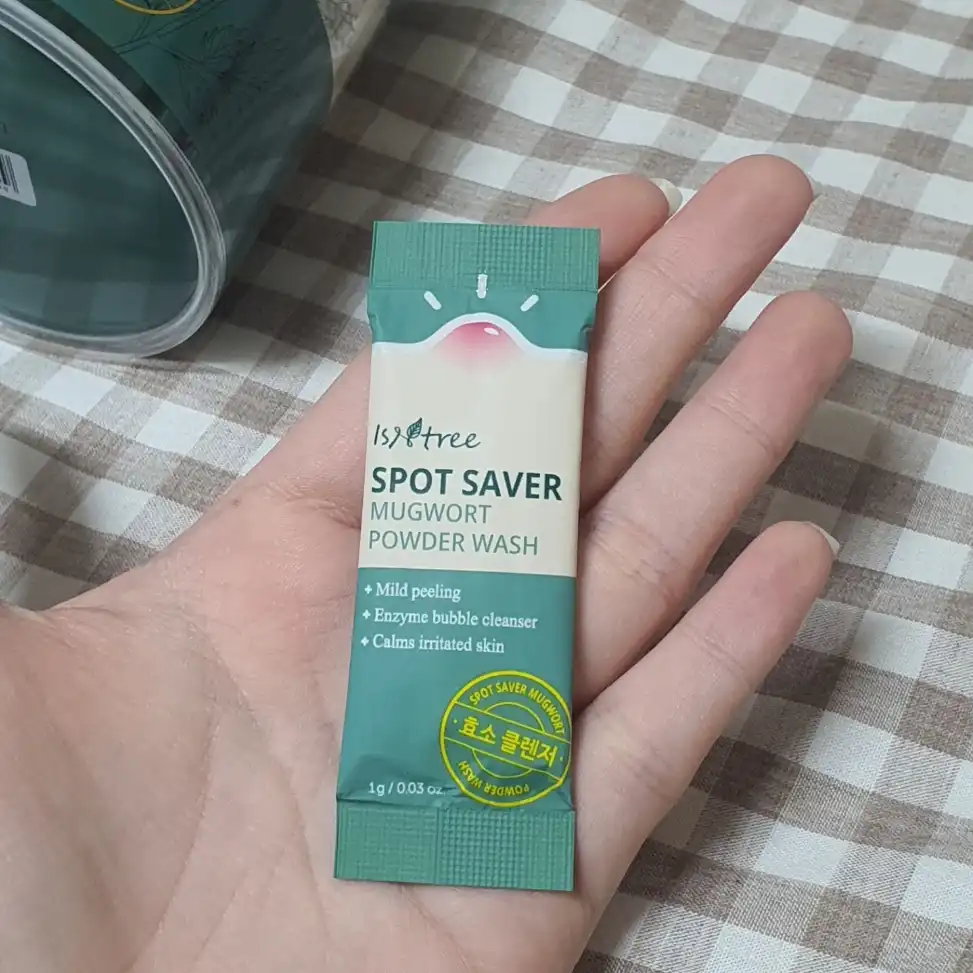 Isntree
SPOT SAVER
MUGWORT
POWDER WASH
+ Mild peeling
+ Enzyme bubble cleanser
+ Calms irritated skin
SPOT SAVER MUGWORT
효소 클렌저
POWDER WASH
1g / 0.03 oz.